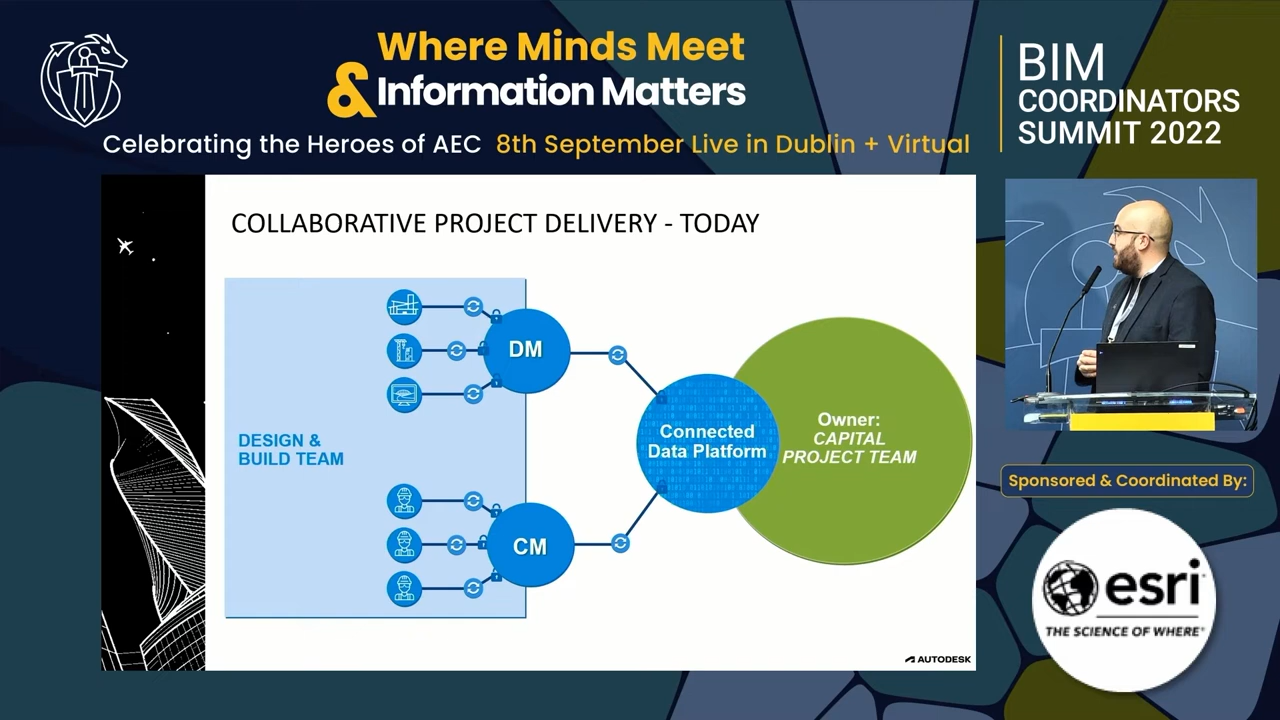 Where Minds Meet
& Information Matters
Celebrating the Heroes of AEC 8th September Live in Dublin + Virtual
BIM
COORDINATORS
SUMMIT 2022
COLLABORATIVE PROJECT DELIVERY - TODAY
DM
DESIGN &
BUILD TEAM
CM
Connected
Data Platform
Owner:
CAPITAL
PROJECT TEAM
AUTODESK
Sponsored & Coordinated By:
esri
THE SCIENCE OF WHERE®